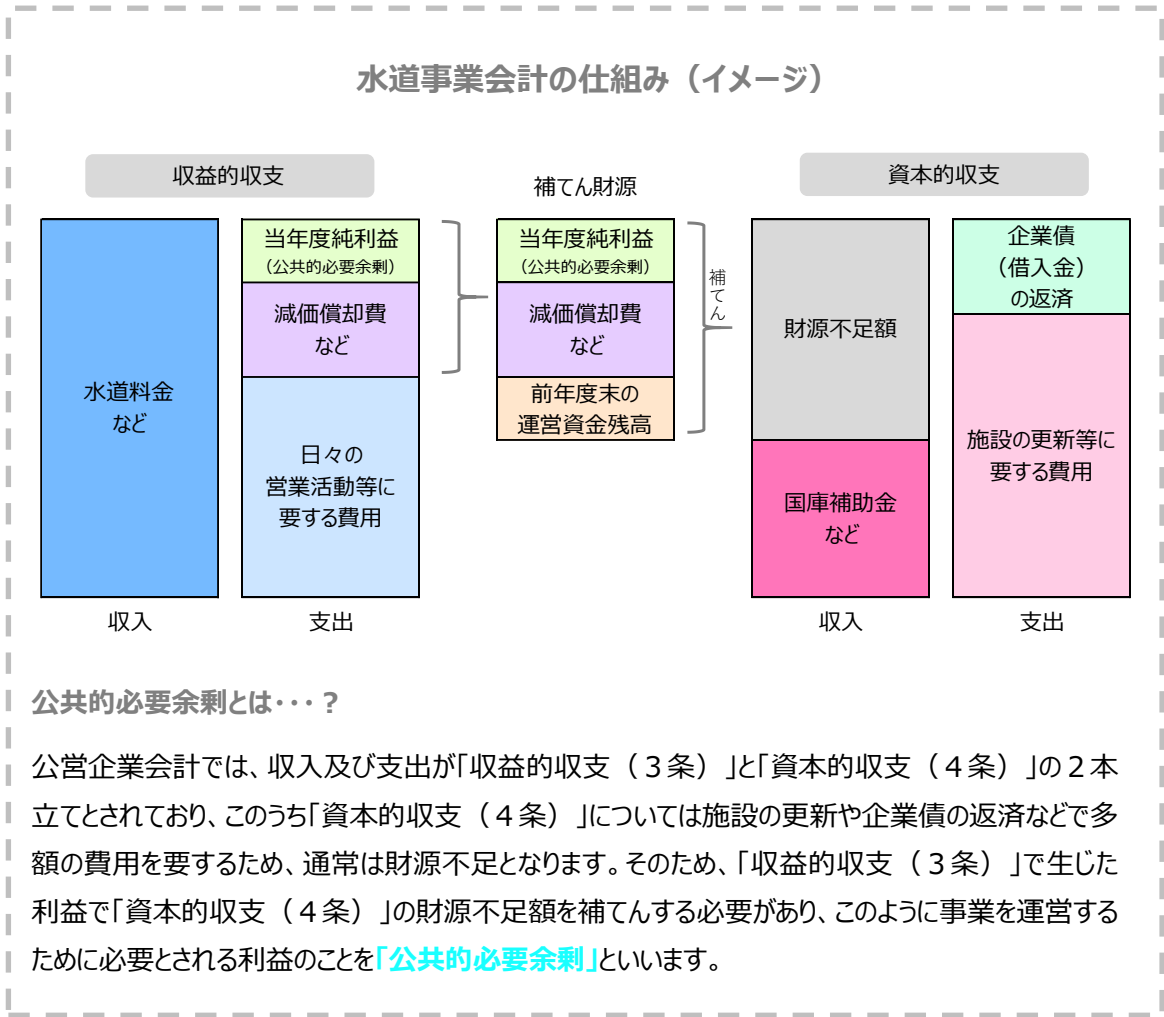 水道事業会計の仕組み（イメージ）
収益的収支
補てん財源
資本的収支
水道料金
など
収入
当年度純利益
（公共的必要余剰）
減価償却費
など
日々の
営業活動等に
要する費用
支出
当年度純利益
（公共的必要余剰）
減価償却費
など
前年度末の
運営資金残高
補てん
財源不足額
国庫補助金
など
収入
企業債
（借入金）
の返済
施設の更新等に
要する費用
支出
公共的必要余剰とは・・・？
公営企業会計では、収入及び支出が「収益的収支（３条）」と「資本的収支（４条）」の２本
立てとされており、このうち「資本的収支（４条）」については施設の更新や企業債の返済などで多
額の費用を要するため、通常は財源不足となります。そのため、「収益的収支（３条）」で生じた
利益で「資本的収支（４条）」の財源不足額を補てんする必要があり、このように事業を運営する
ために必要とされる利益のことを「公共的必要余剰」といいます。